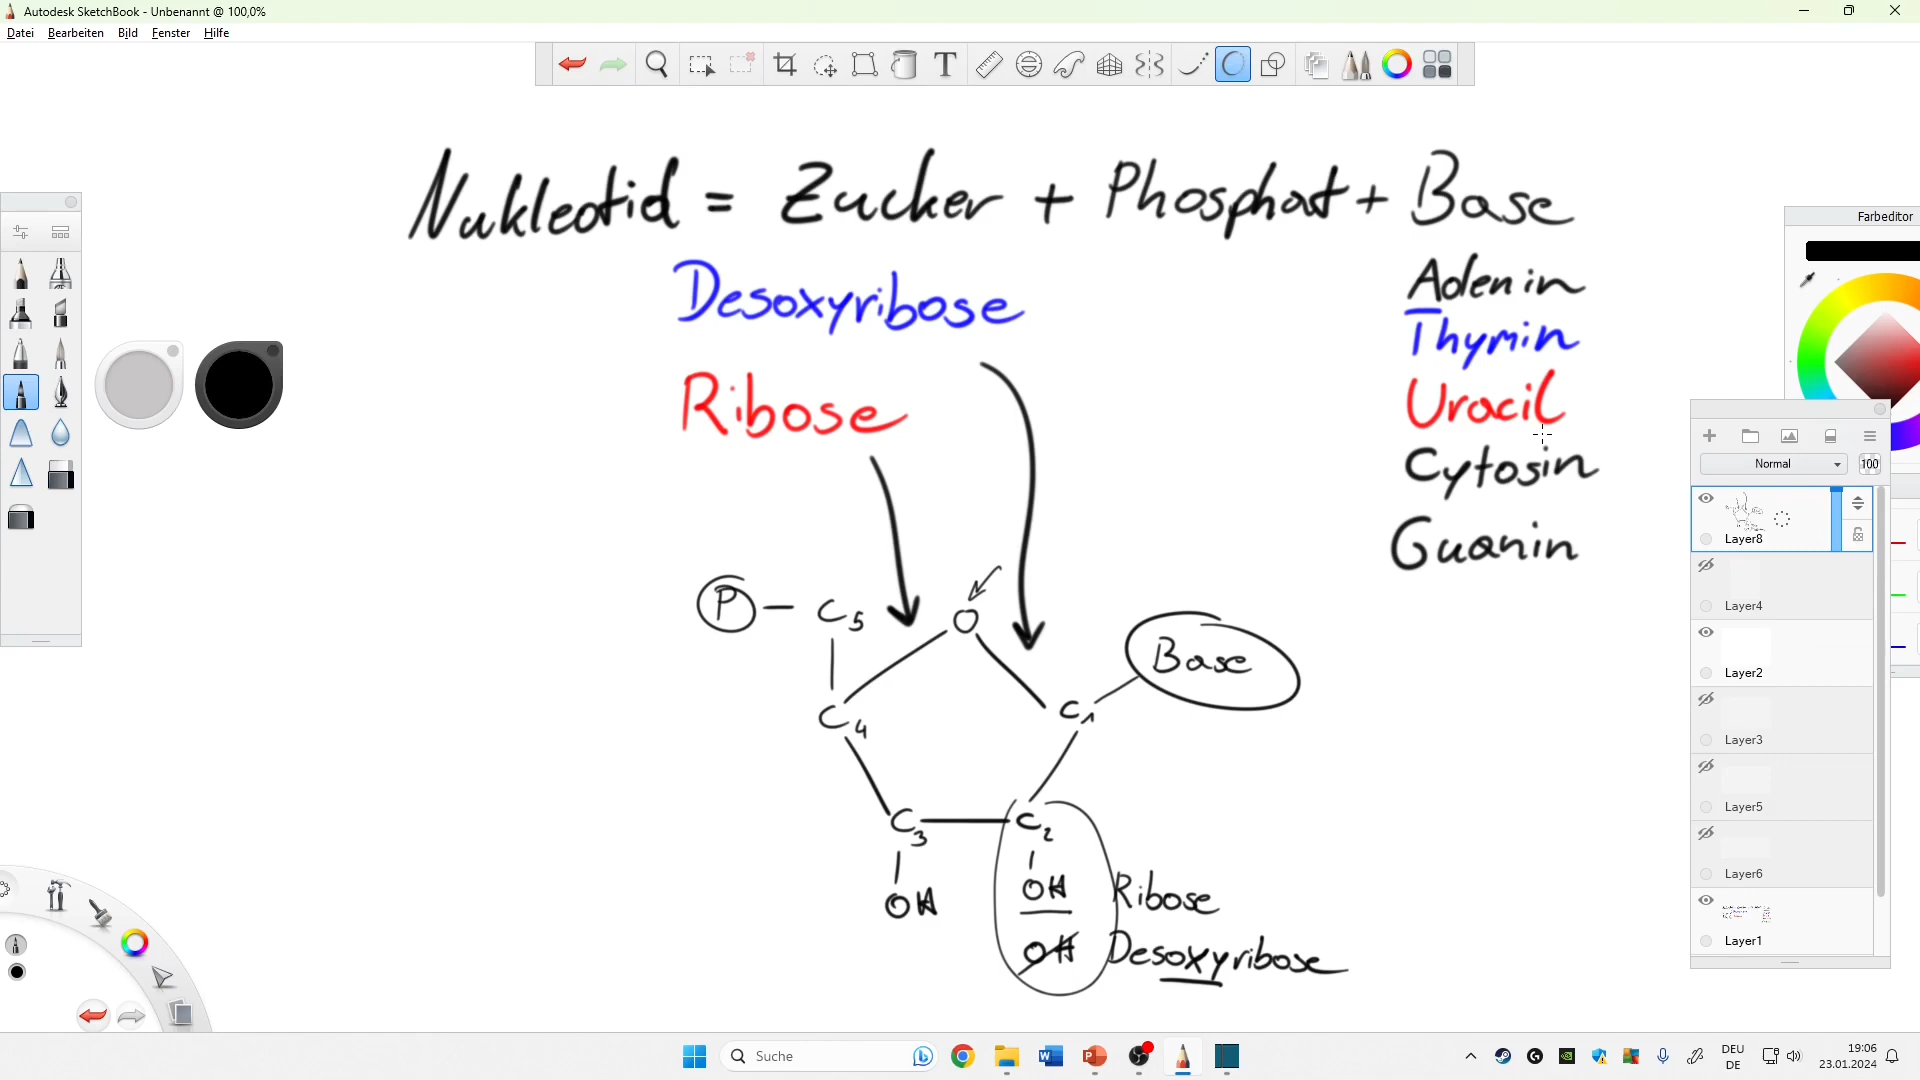 Autodesk SketchBook - Unbenannt @ 100,0%
Datei Bearbeiten Bild Fenster Hilfe
Nukleotid = Zucker + Phosphat + Base
Desoxyribose
Ribose
Adenin
Thymin
Uracil
Cytosin
Guanin
P – C5
O
Base
C4
C1
C3
C2
OH
OH Ribose
OH Desoxyribose
Farbeditor
Normal 100
Layer8
Layer4
Layer2
Layer3
Layer5
Layer6
Layer1
Suche
DEU
DE
19:06
23.01.2024